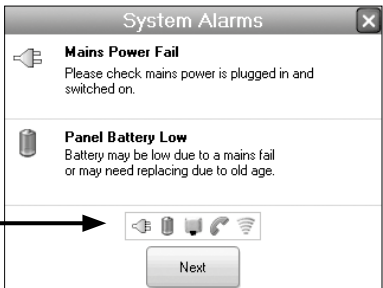 System Alarms
Mains Power Fail
Please check mains power is plugged in and
switched on.
Panel Battery Low
Battery may be low due to a mains fail
or may need replacing due to old age.
Next